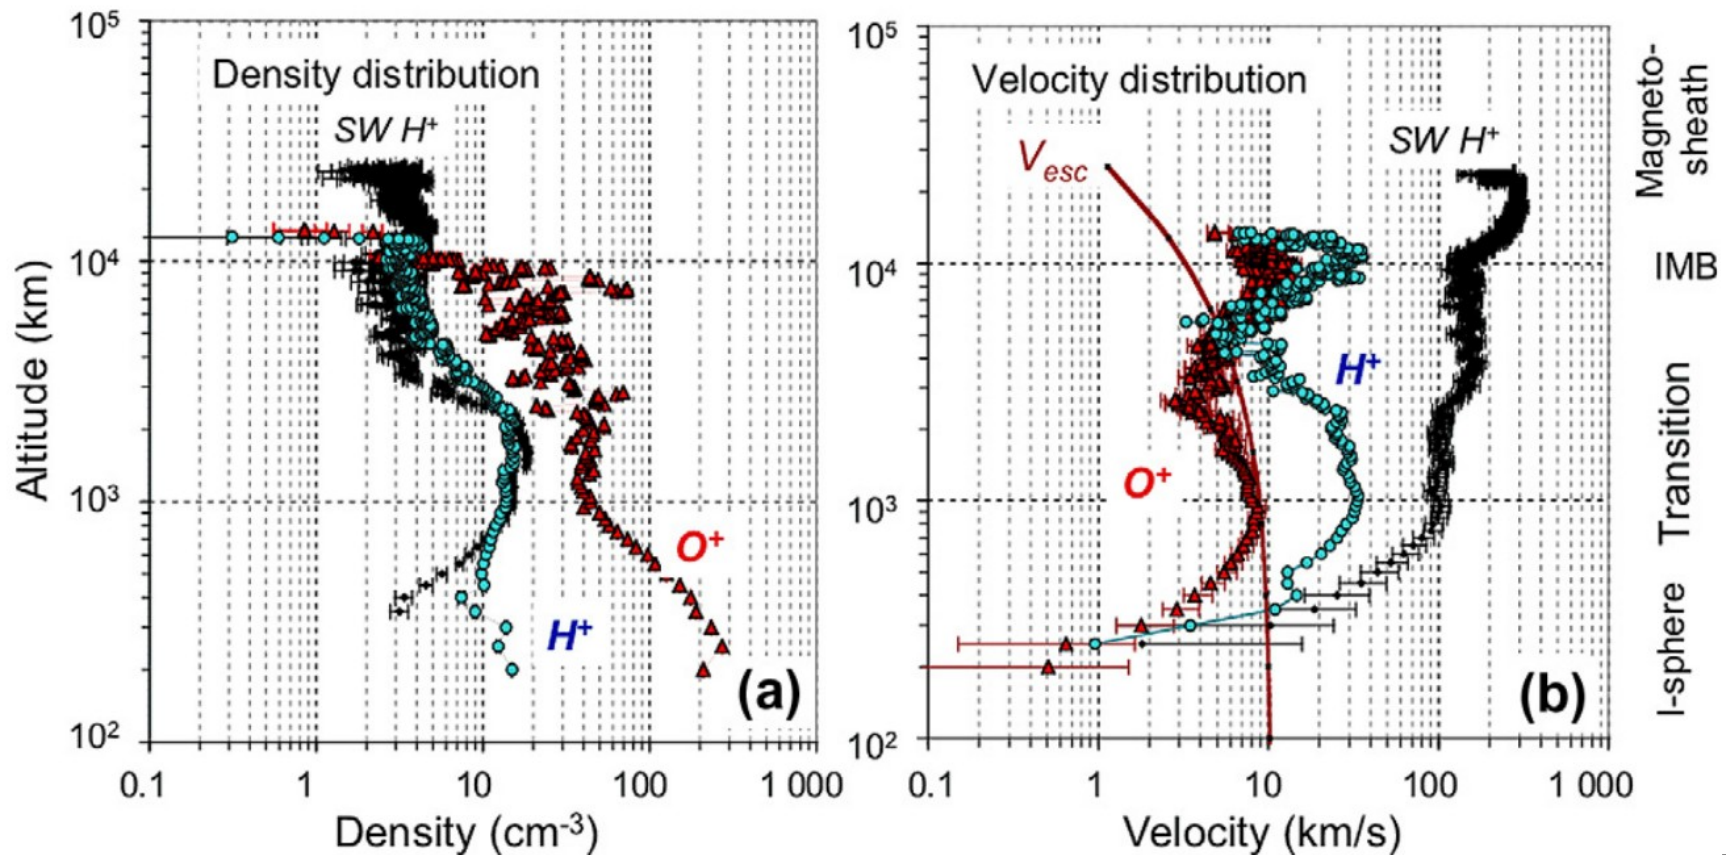 Density distribution
SW H⁺
O⁺
H⁺
(a)
10⁵
10⁴
10³
10²
0.1
1
10
100
1 000
Altitude (km)
Density (cm⁻³)
Velocity distribution
V_esc
SW H⁺
H⁺
O⁺
(b)
10⁵
10⁴
10³
10²
0.1
1
10
100
1 000
Velocity (km/s)
Magneto-
sheath
IMB
Transition
I-sphere